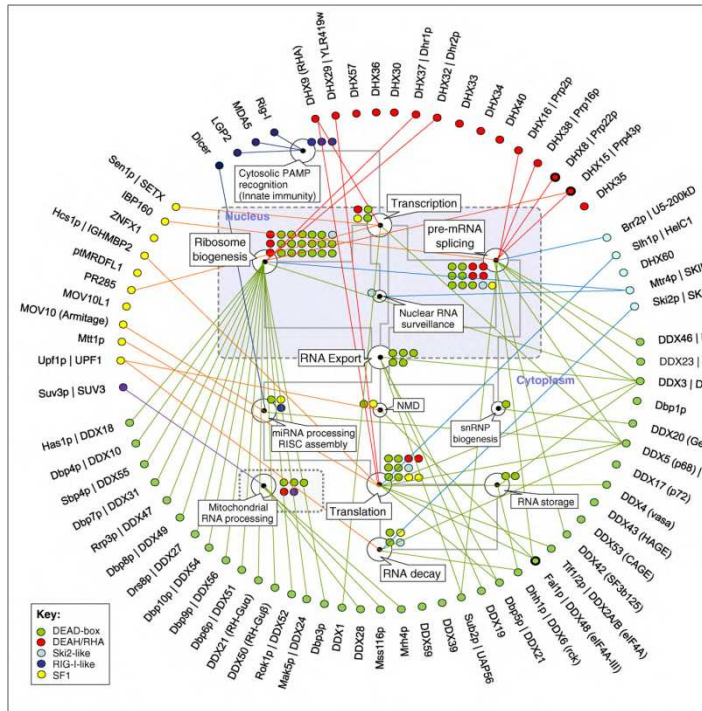 DHX9 (RHA)
DHX29 | YLR419w
DHX57
DHX36
DHX30
DHX37 | Dhr1p
DHX32 | Dhr2p
DHX33
DHX34
DHX40
DHX16 | Prp2p
DHX38 | Prp16p
DHX8 | Prp22p
DHX15 | Prp43p
DHX35
Brr2p | U5-200kD
Slh1p | HelC1
DHX60
Mtr4p | SKI
Ski2p | SK
DDX46 |
DDX23 |
DDX3 | D
Dbp1p
DDX20 (Ge
DDX5 (p68) |
DDX17 (p72)
DDX4 (vasa)
DDX43 (HAGE)
DDX53 (CAGE)
DDX42 (SF3b125)
Tif1/2p | DDX2A/B (eIF4A)
Fal1p | DDX48 (eIF4A-III)
Dhh1p | DDX6 (rck)
Dbp5p | DDX21
DDX19
Sub2p | UAP56
DDX39
DDX59
Mrh4p
Mss116p
DDX28
DDX1
Dbp3p
Mak5p | DDX24
Rok1p | DDX52
DDX50 (RH-Guβ)
DDX21 (RH-Guα)
Dbp6p | DDX51
Dbp9p | DDX56
Dbp10p | DDX54
Drs8p | DDX27
Dbp8p | DDX49
Rrp3p | DDX47
Dbp7p | DDX31
Sbp4p | DDX55
Dbp4p | DDX10
Has1p | DDX18
Suv3p | SUV3
Upf1p | UPF1
Mtt1p
MOV10 (Armitage)
MOV10L1
PR285
ptMRDFL1
Hcs1p | IGHMBP2
ZNFX1
IBP160
Sen1p | SETX
Dicer
LGP2
MDA5
Rig-I
Cytosolic PAMP
recognition
(Innate immunity)
Transcription
Nucleus
Ribosome
biogenesis
pre-mRNA
splicing
Nuclear RNA
surveillance
RNA Export
Cytoplasm
miRNA processing
RISC assembly
NMD
snRNP
biogenesis
Mitochondrial
RNA processing
Translation
RNA storage
RNA decay
Key:
DEAD-box
DEAH/RHA
Ski2-like
RIG-I-like
SF1